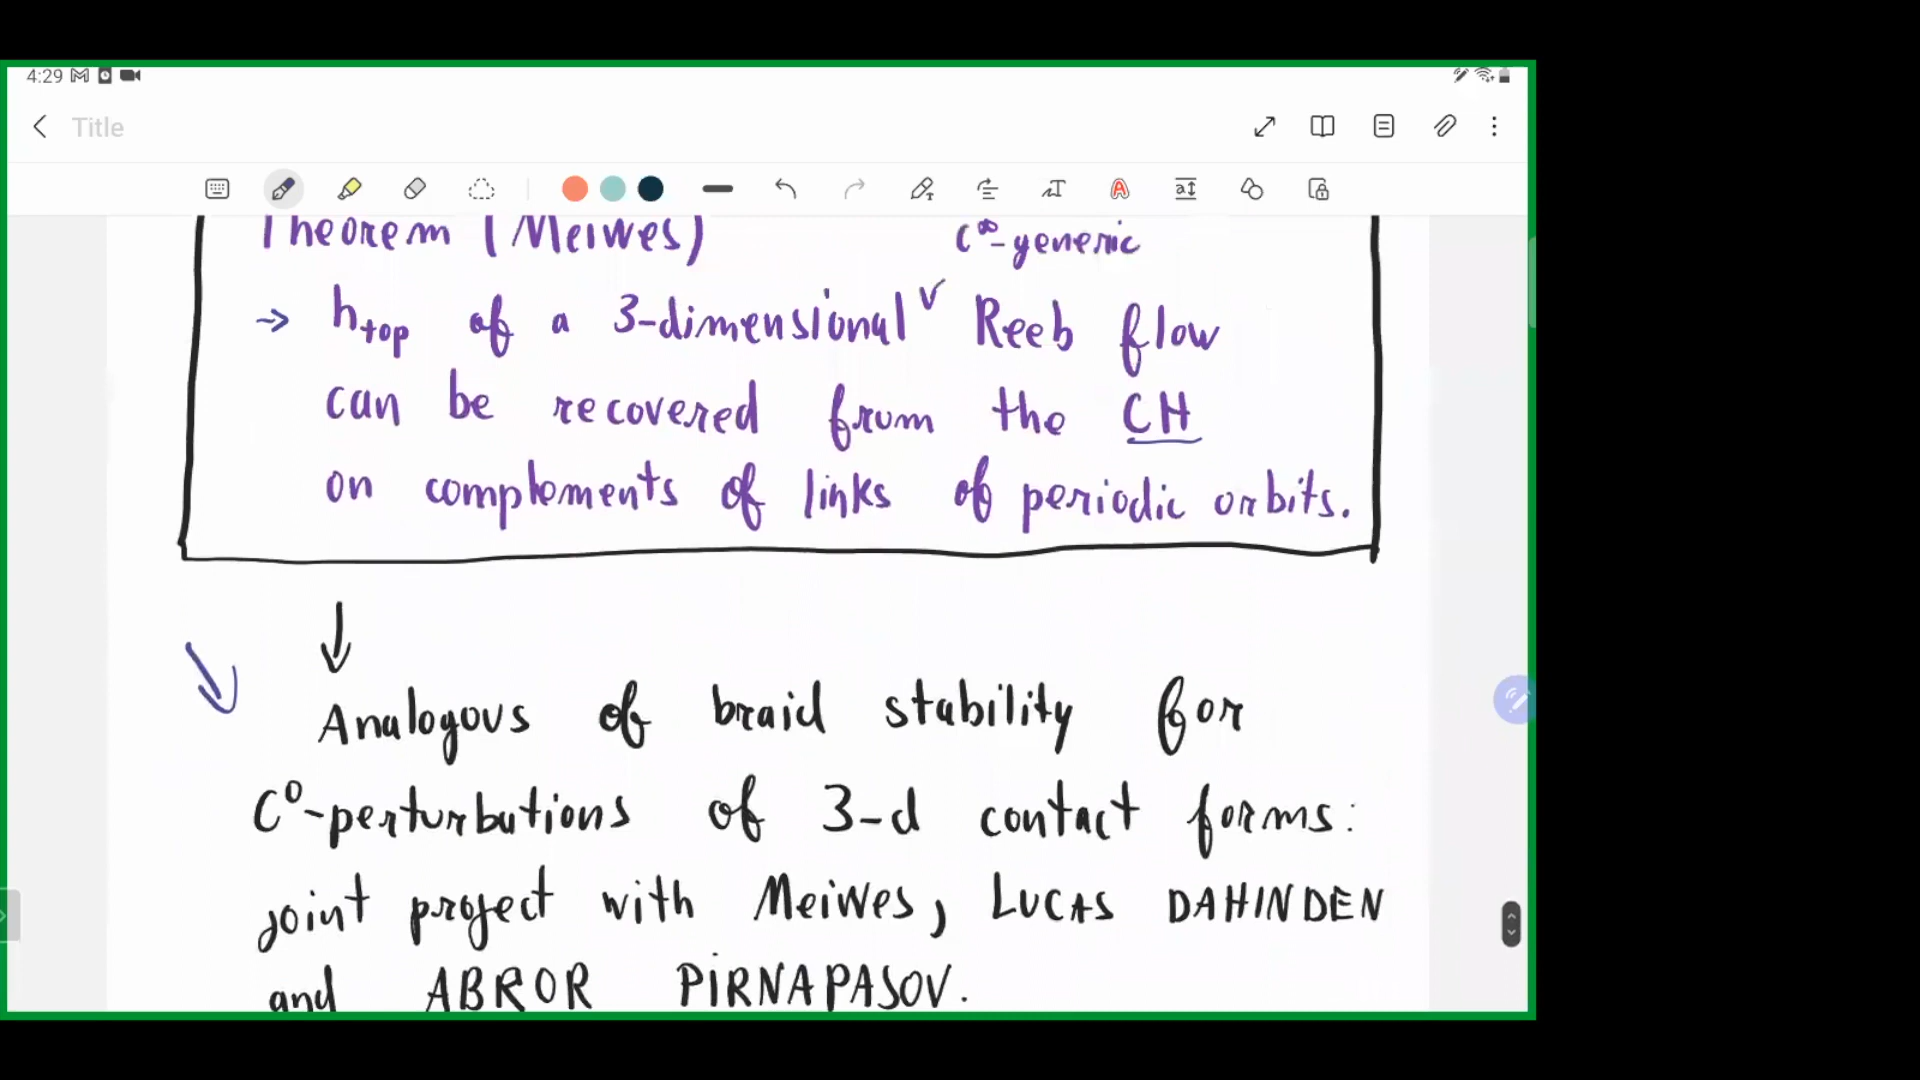 4:29
Title
Theorem (Meiwes)
C∞-generic
→ h_top of a 3-dimensional ∨ Reeb flow
can be recovered from the CH
on complements of links of periodic orbits.
↓
Analogous of braid stability for
C⁰-perturbutions of 3-d contact forms:
joint project with Meiwes, LUCAS DAHINDEN
and ABROR PIRNAPASOV.